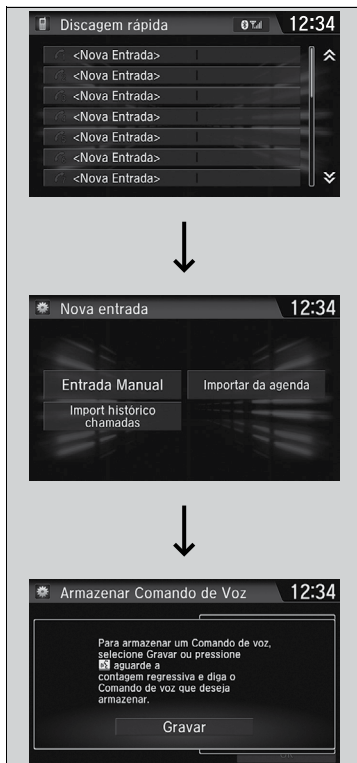 Discagem rápida 12:34
<Nova Entrada>
<Nova Entrada>
<Nova Entrada>
<Nova Entrada>
<Nova Entrada>
<Nova Entrada>
<Nova Entrada>
Nova entrada 12:34
Entrada Manual Importar da agenda
Import histórico
chamadas
Armazenar Comando de Voz 12:34
Para armazenar um Comando de voz,
selecione Gravar ou pressione
aguarde a
contagem regressiva e diga o
Comando de voz que deseja
armazenar.
Gravar